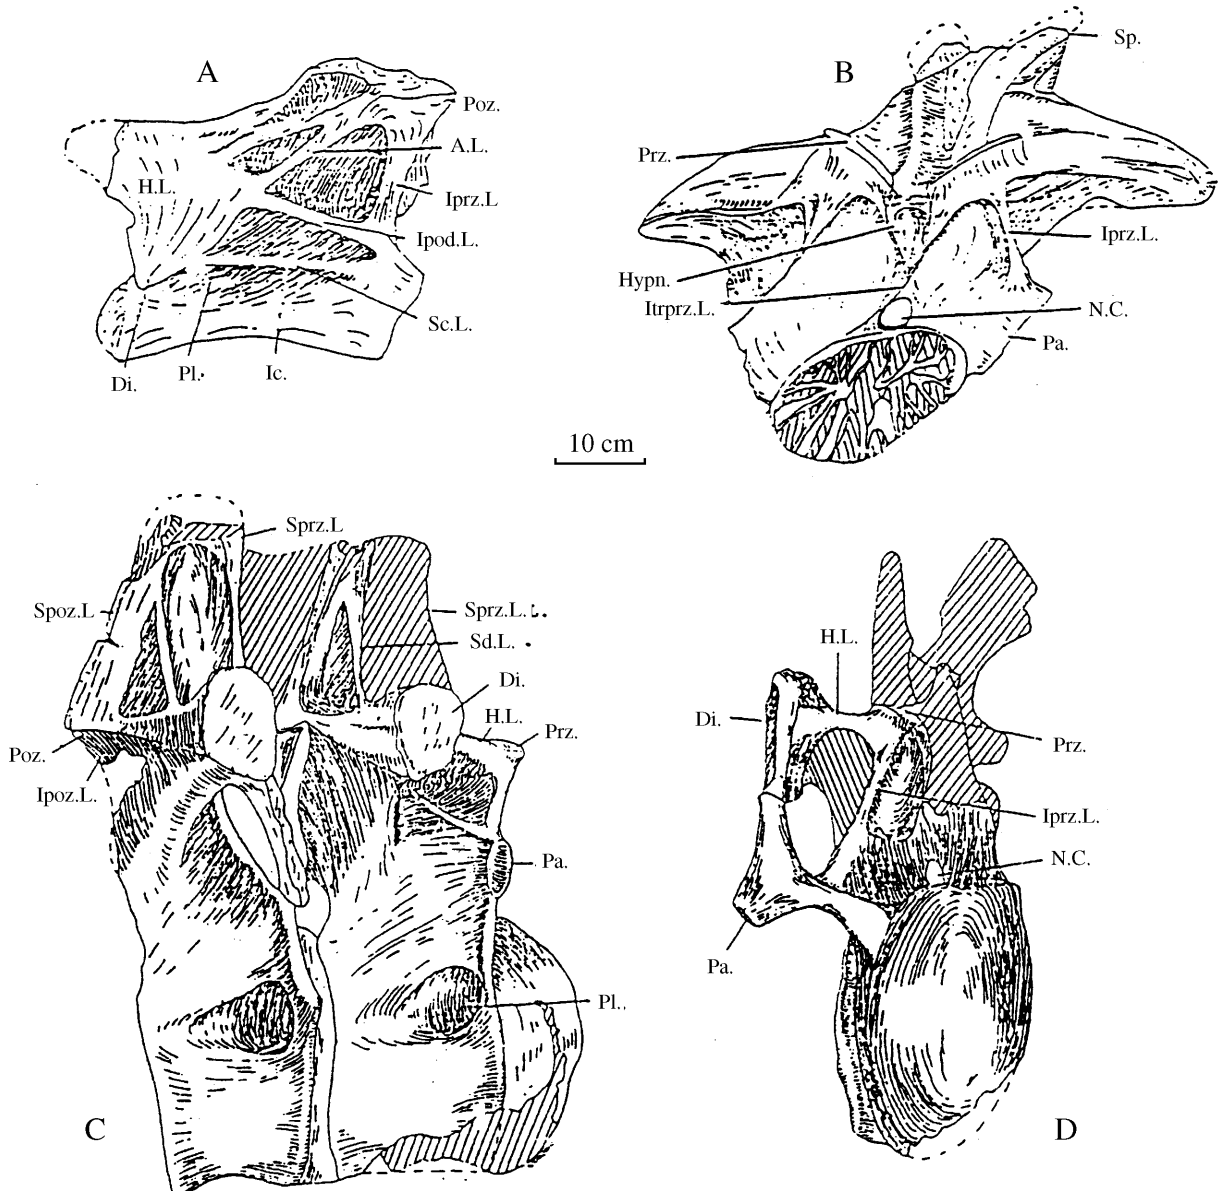 A
Poz.
A.L.
H.L.
Iprz.L
Ipod.L.
Sc.L.
Di.
Pl.
Ic.
B
Sp.
Prz.
Iprz.L.
Hypn.
Itrprz.L.
N.C.
Pa.
10 cm
Sprz.L
Spoz.L
Sprz.L.
Sd.L.
Di.
H.L.
Prz.
Poz.
Ipoz.L.
Pa.
Pl.
C
H.L.
Di.
Prz.
Iprz.L.
N.C.
Pa.
D